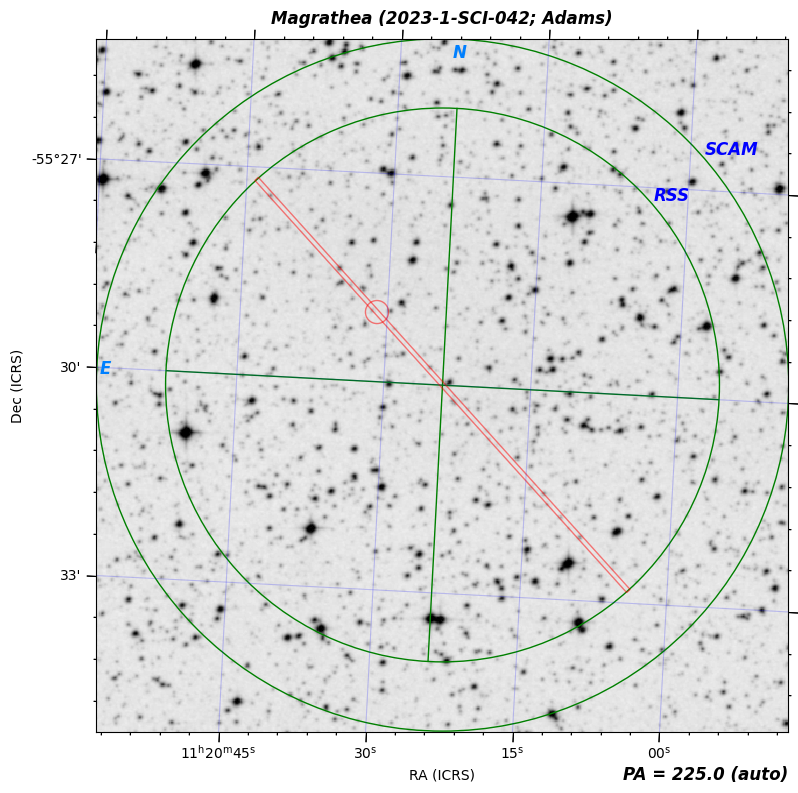 Magrathea (2023-1-SCI-042; Adams)
N
SCAM
-55°27'
RSS
30'
E
Dec (ICRS)
33'
11ʰ20ᵐ45ˢ 30ˢ 15ˢ 00ˢ
RA (ICRS)
PA = 225.0 (auto)